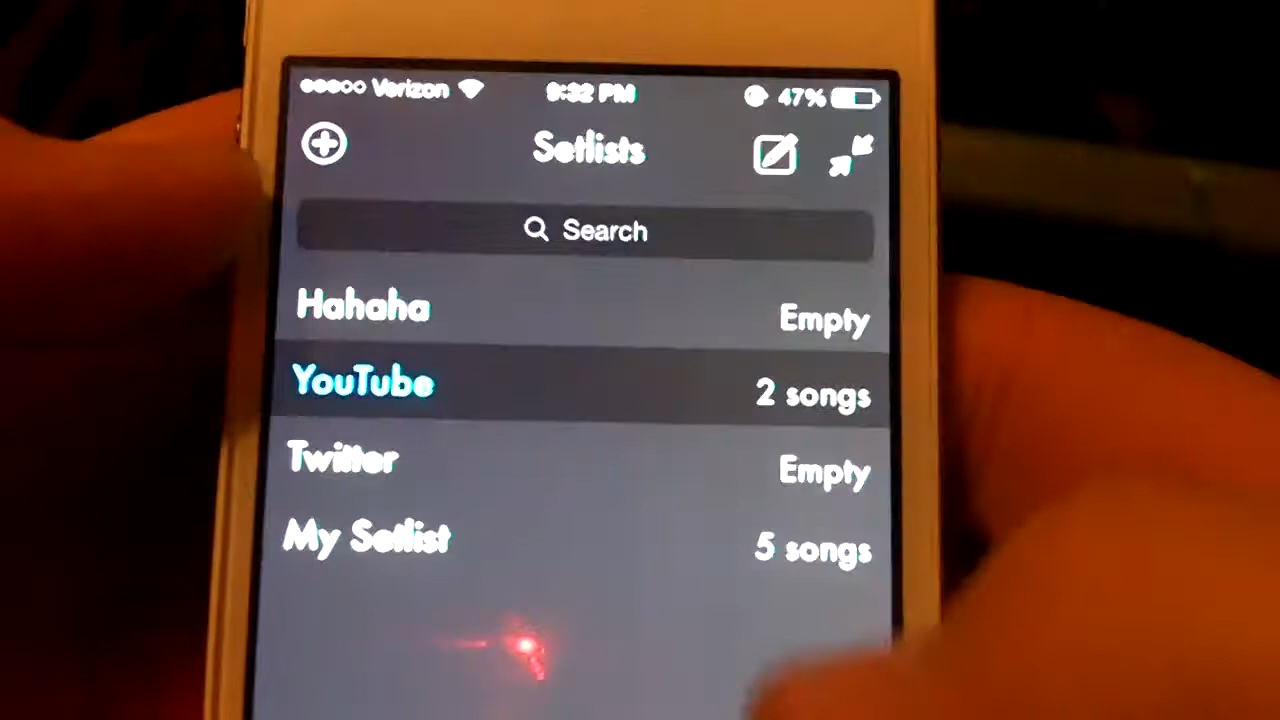 Verizon 9:32 PM 47%
Setlists
Search
Hahaha Empty
YouTube 2 songs
Twitter Empty
My Setlist 5 songs